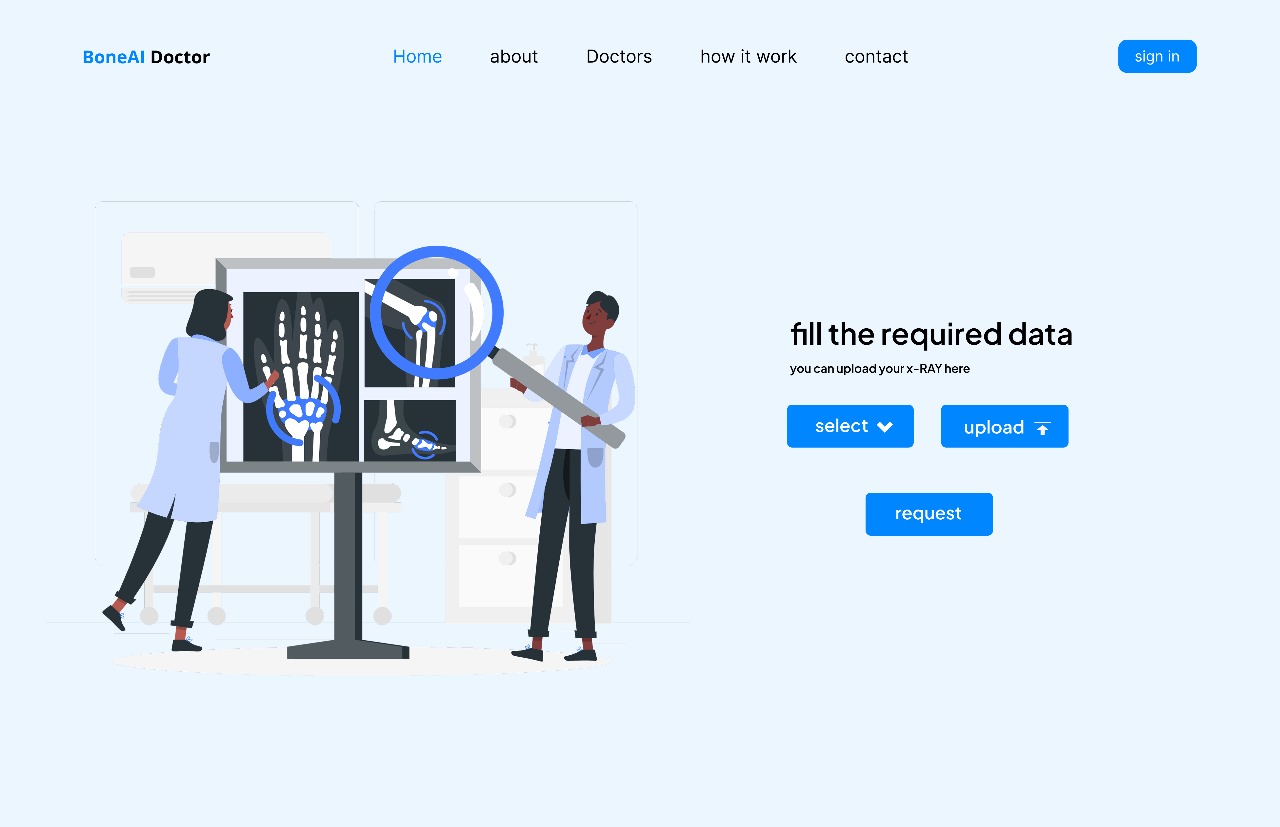 BoneAI Doctor
Home about Doctors how it work contact
sign in
fill the required data
you can upload your x-RAY here
select
upload
request